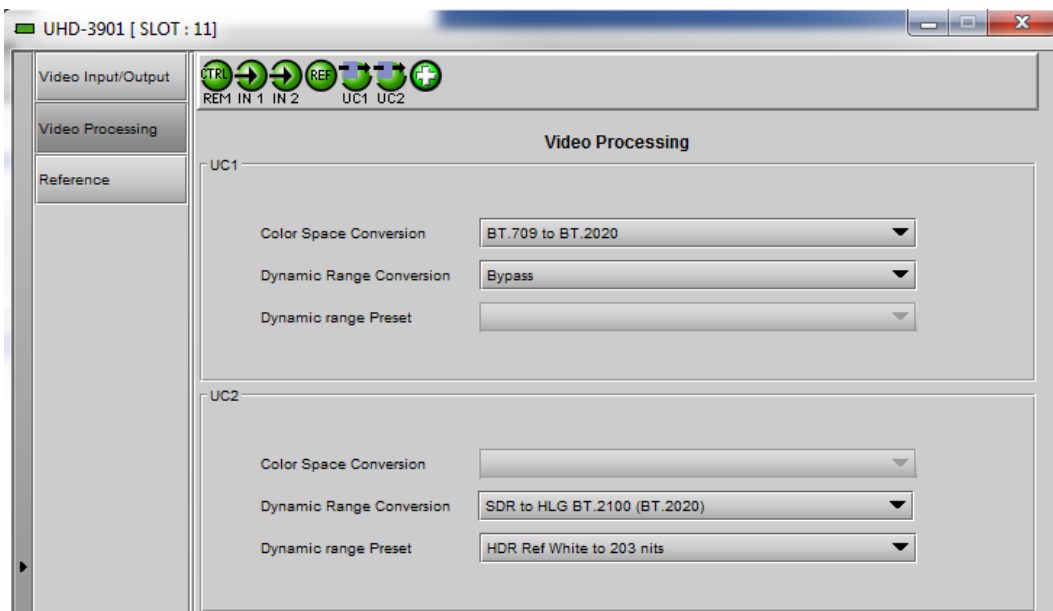 UHD-3901 [ SLOT : 11]
Video Input/Output
Video Processing
Reference
CTRL REF
REM IN 1 IN 2 UC1 UC2
Video Processing
UC1
Color Space Conversion BT.709 to BT.2020
Dynamic Range Conversion Bypass
Dynamic range Preset
UC2
Color Space Conversion
Dynamic Range Conversion SDR to HLG BT.2100 (BT.2020)
Dynamic range Preset HDR Ref White to 203 nits